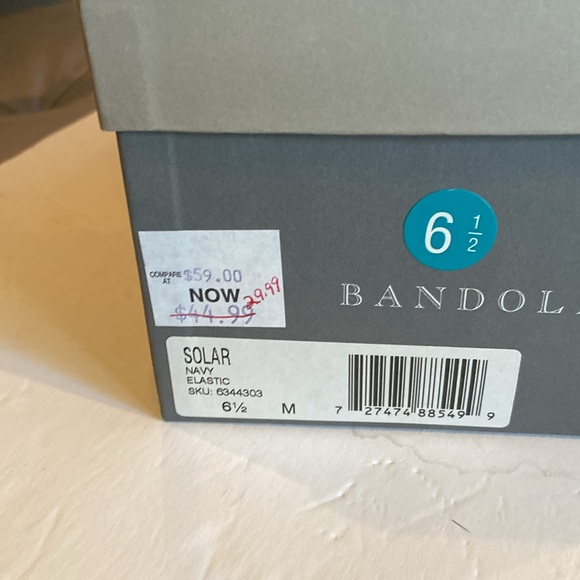 6 1/2
COMPARE AT $59.00
NOW 29.99
$44.99
BANDOL
SOLAR
NAVY
ELASTIC
SKU: 6344303
6½ M
7 27474 88549 9